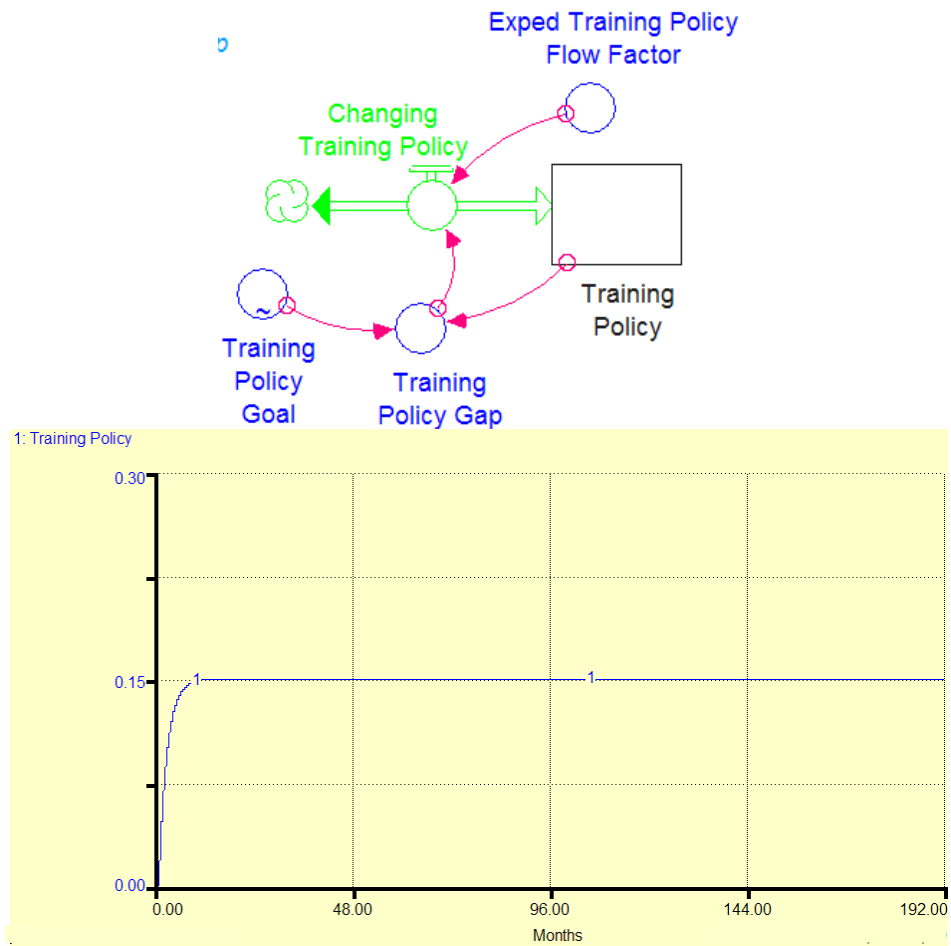 Exped Training Policy
Flow Factor
Changing
Training Policy
~
Training
Policy
Training
Policy
Goal
Training
Policy Gap
1: Training Policy
0.30
1
1
0.15
0.00
0.00 48.00 96.00 144.00 192.00
Months